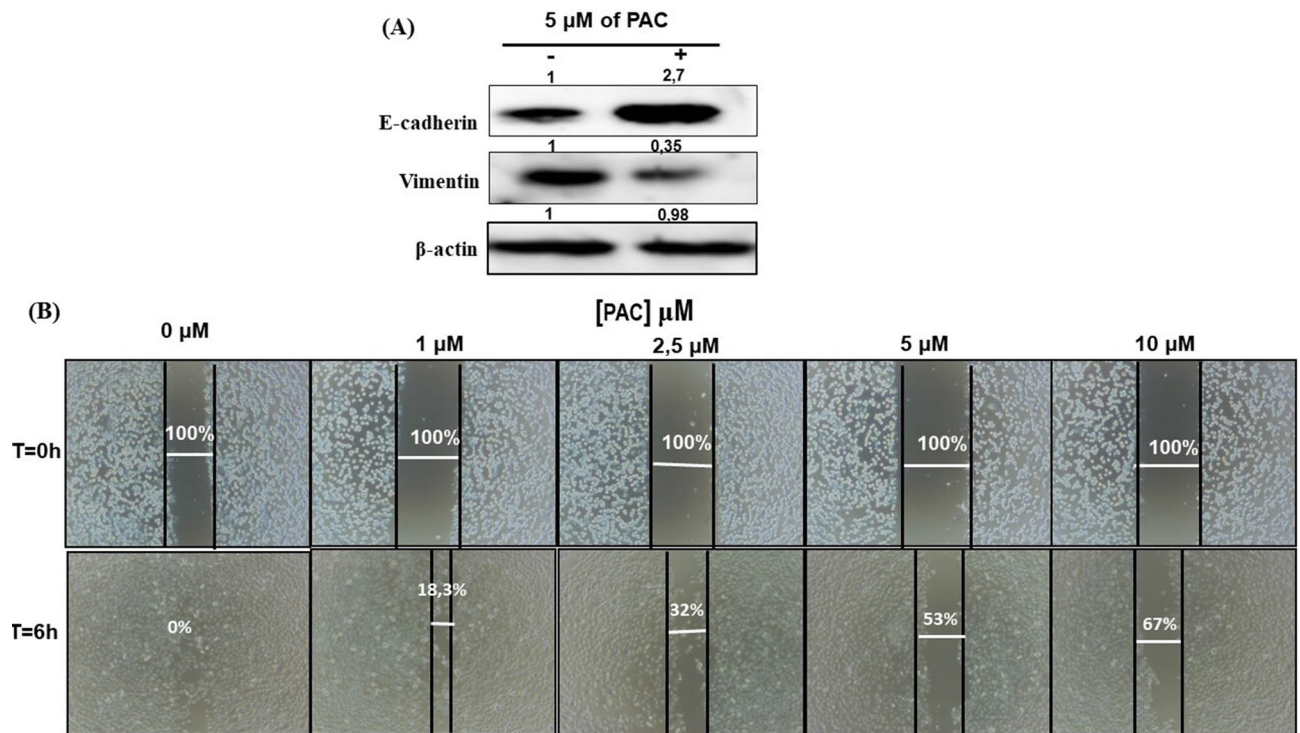 (A)
5 μM of PAC
- +
1 2,7
E-cadherin
1 0,35
Vimentin
1 0,98
β-actin
(B)
[PAC] μM
0 μM 1 μM 2,5 μM 5 μM 10 μM
T=0h 100% 100% 100% 100% 100%
T=6h 0% 18,3% 32% 53% 67%